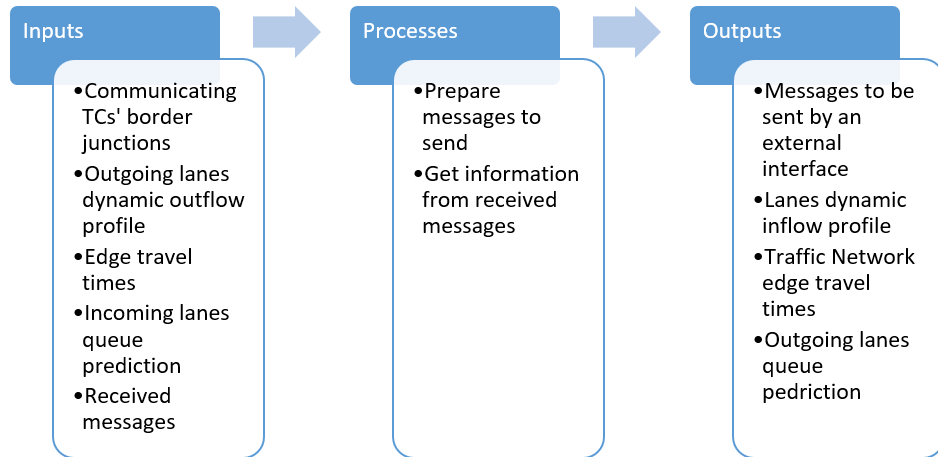 Inputs
•Communicating
TCs' border
junctions
•Outgoing lanes
dynamic outflow
profile
•Edge travel
times
•Incoming lanes
queue
prediction
•Received
messages
Processes
•Prepare
messages to
send
•Get information
from received
messages
Outputs
•Messages to be
sent by an
external
interface
•Lanes dynamic
inflow profile
•Traffic Network
edge travel
times
•Outgoing lanes
queue
pedriction